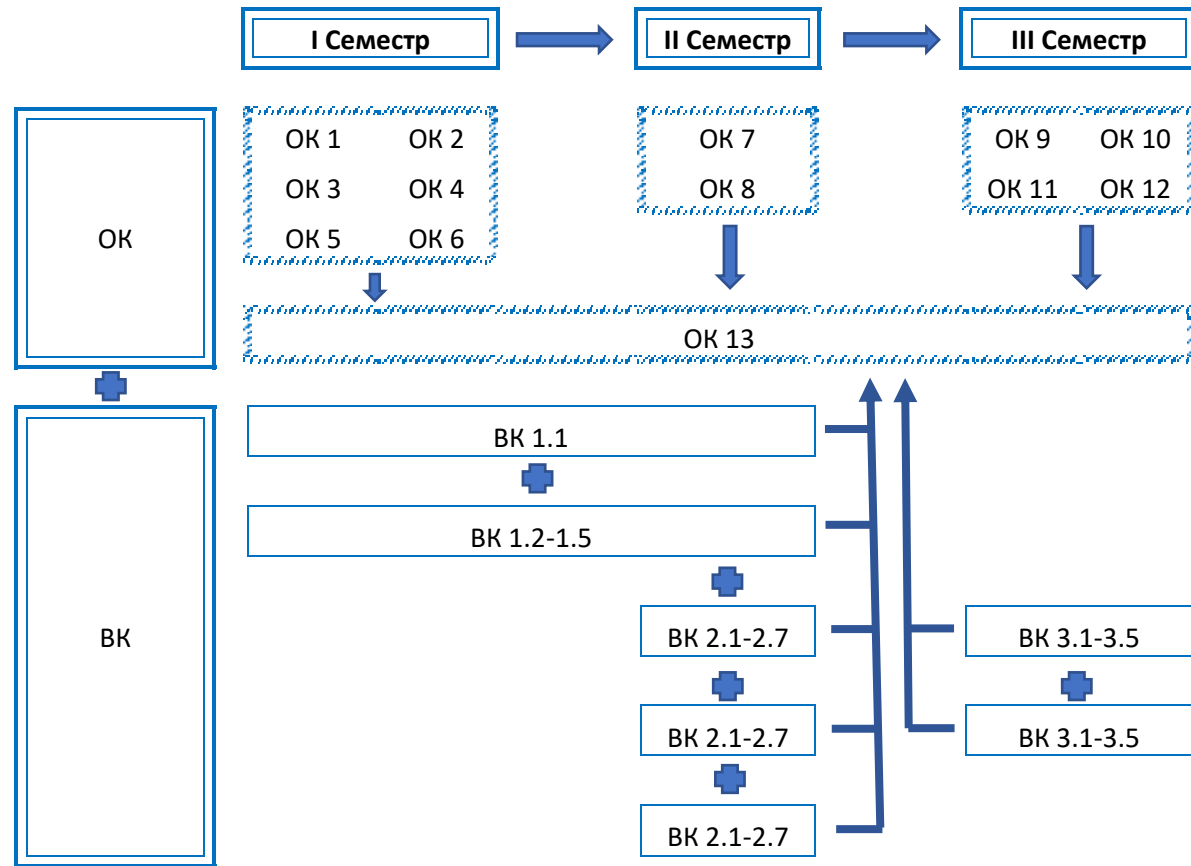 І Семестр
ІІ Семестр
ІІІ Семестр
ОК
ОК 1 ОК 2
ОК 3 ОК 4
ОК 5 ОК 6
ОК 7
ОК 8
ОК 9 ОК 10
ОК 11 ОК 12
ОК 13
ВК
ВК 1.1
ВК 1.2-1.5
ВК 2.1-2.7
ВК 3.1-3.5
ВК 2.1-2.7
ВК 3.1-3.5
ВК 2.1-2.7